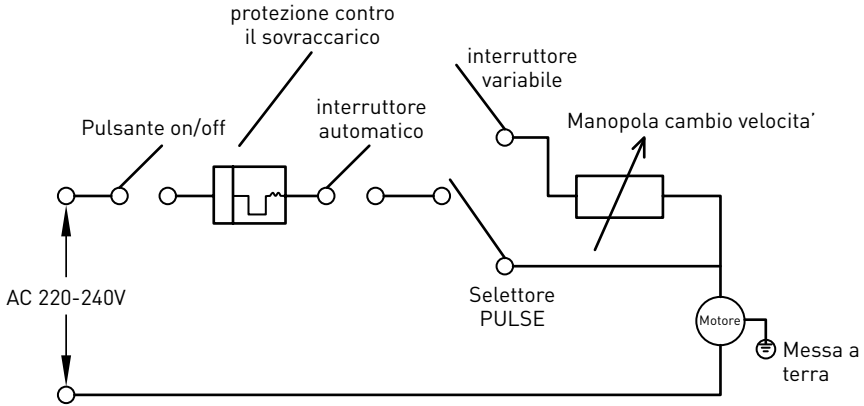 protezione contro
il sovraccarico
interruttore
variabile
Pulsante on/off
interruttore
automatico
Manopola cambio velocita’
AC 220-240V
Selettore
PULSE
Motore
Messa a
terra